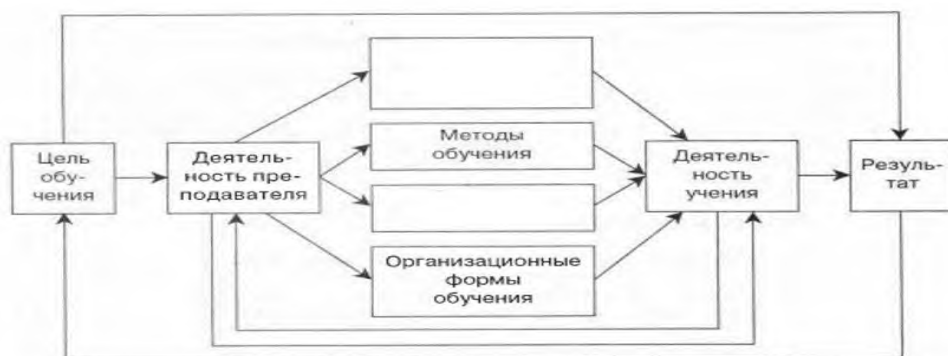 Цель
обу-
чения
Деятель-
ность пре-
подавателя
Методы
обучения
Организационные
формы
обучения
Деятель-
ность
учения
Резуль-
тат